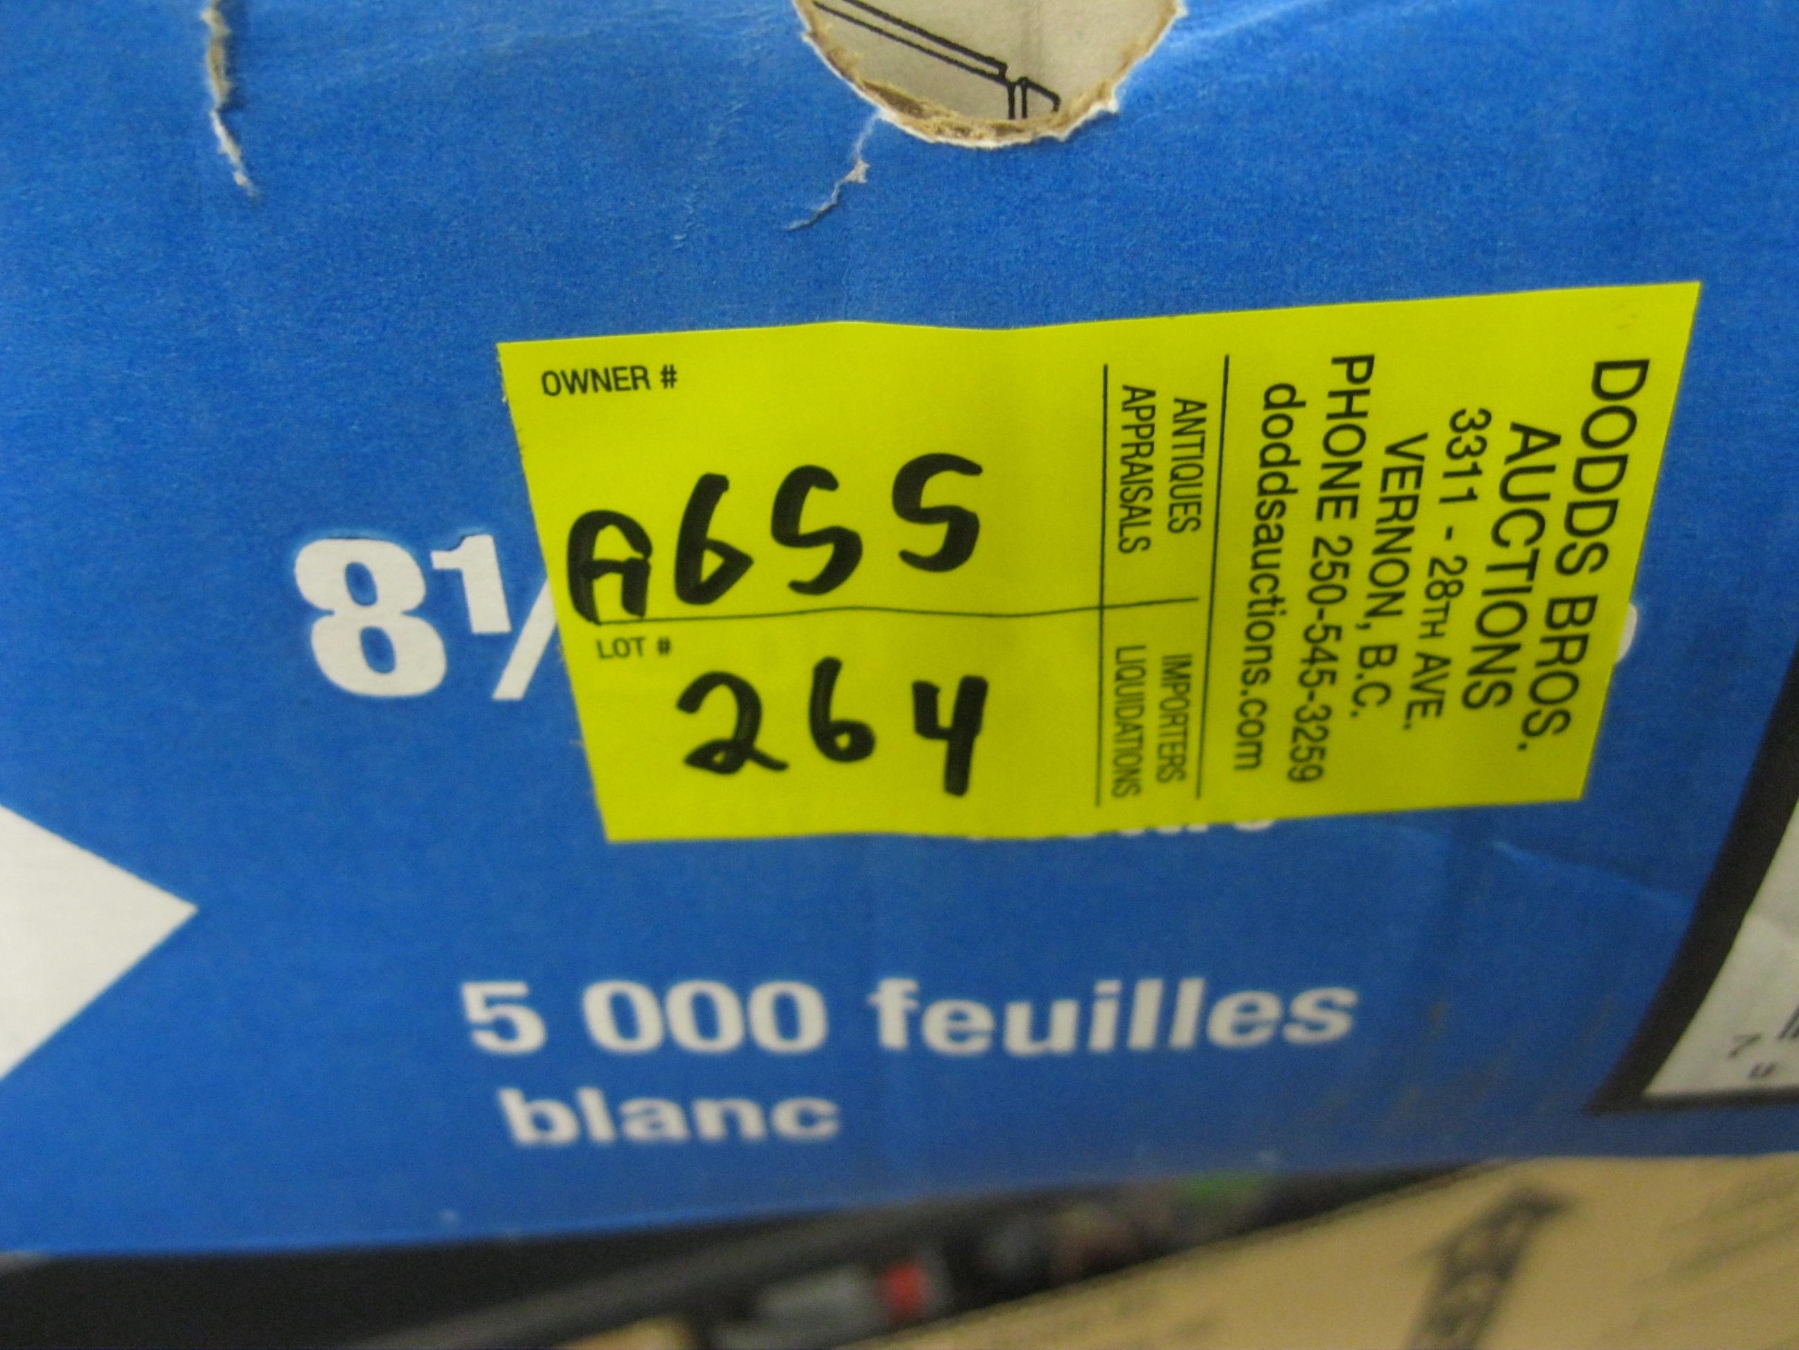 OWNER #
A655
LOT #
264
ANTIQUES
APPRAISALS
IMPORTERS
LIQUIDATIONS
DODDS BROS.
AUCTIONS
3311 - 28TH AVE.
VERNON, B.C.
PHONE 250-545-3259
doddsauctions.com
8 1/
5 000 feuilles
blanc